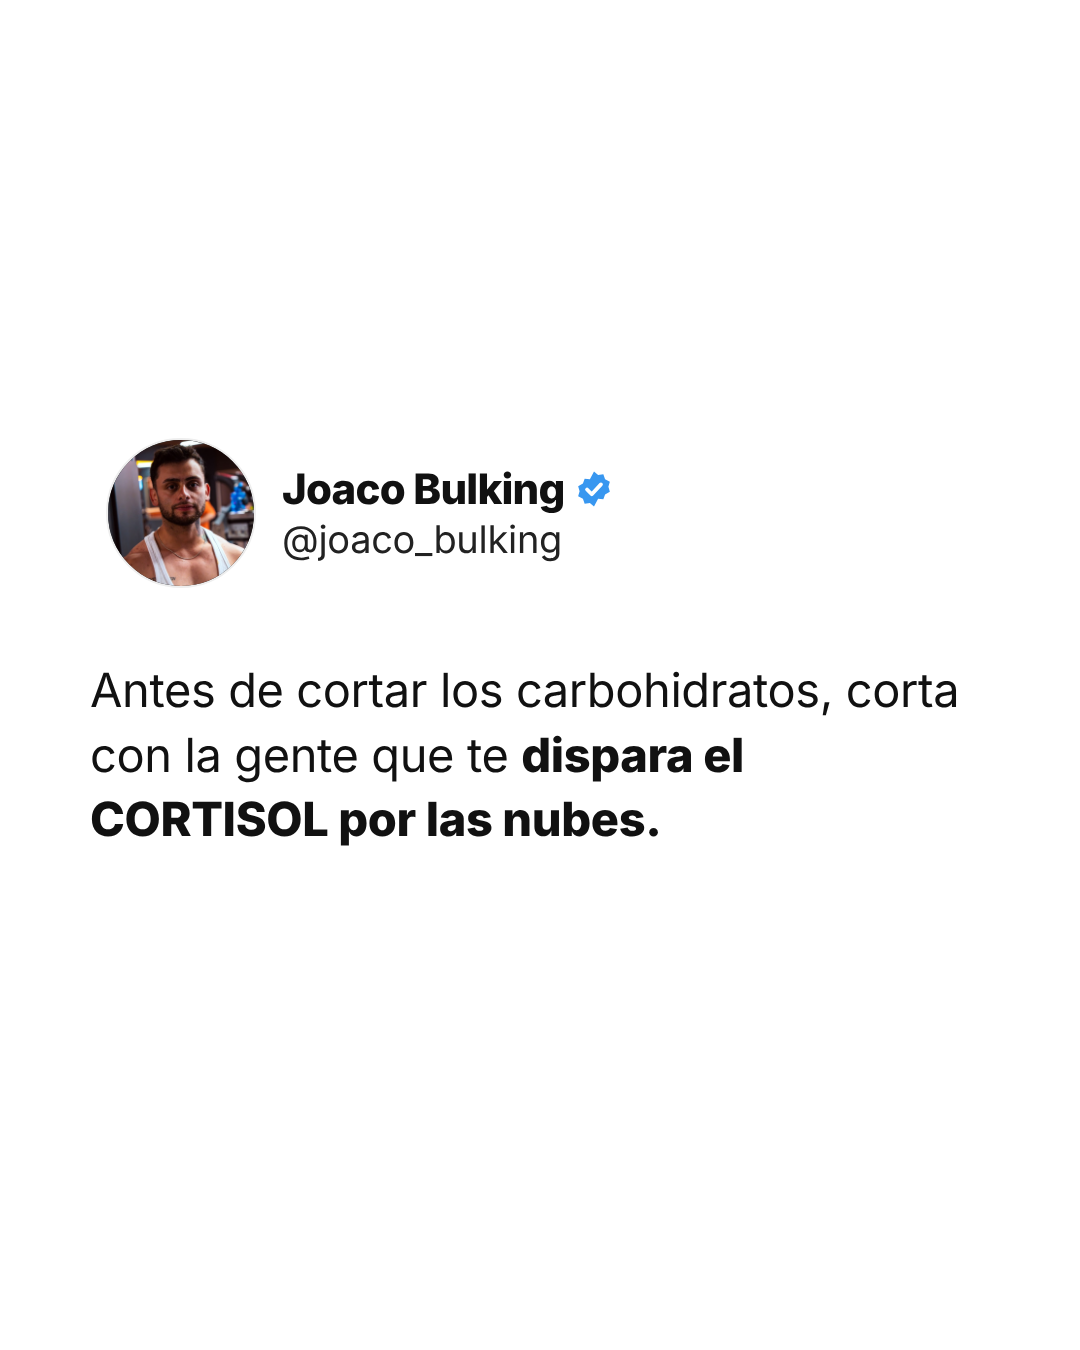 Joaco Bulking
@joaco_bulking
Antes de cortar los carbohidratos, corta
con la gente que te dispara el
CORTISOL por las nubes.